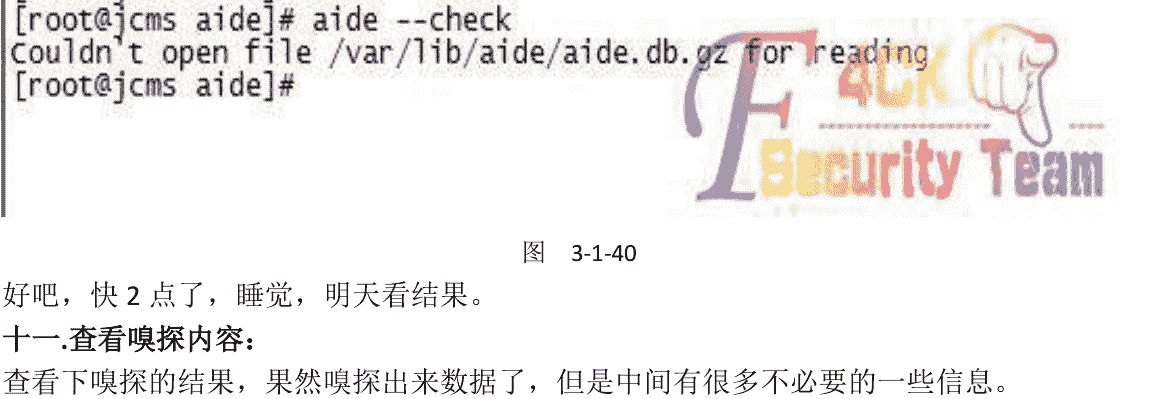 [root@jcms aide]# aide --check
Couldn't open file /var/lib/aide/aide.db.gz for reading
[root@jcms aide]#
F4CK
Security Team
图 3-1-40
好吧，快 2 点了，睡觉，明天看结果。
十一.查看嗅探内容：
查看下嗅探的结果，果然嗅探出来数据了，但是中间有很多不必要的一些信息。